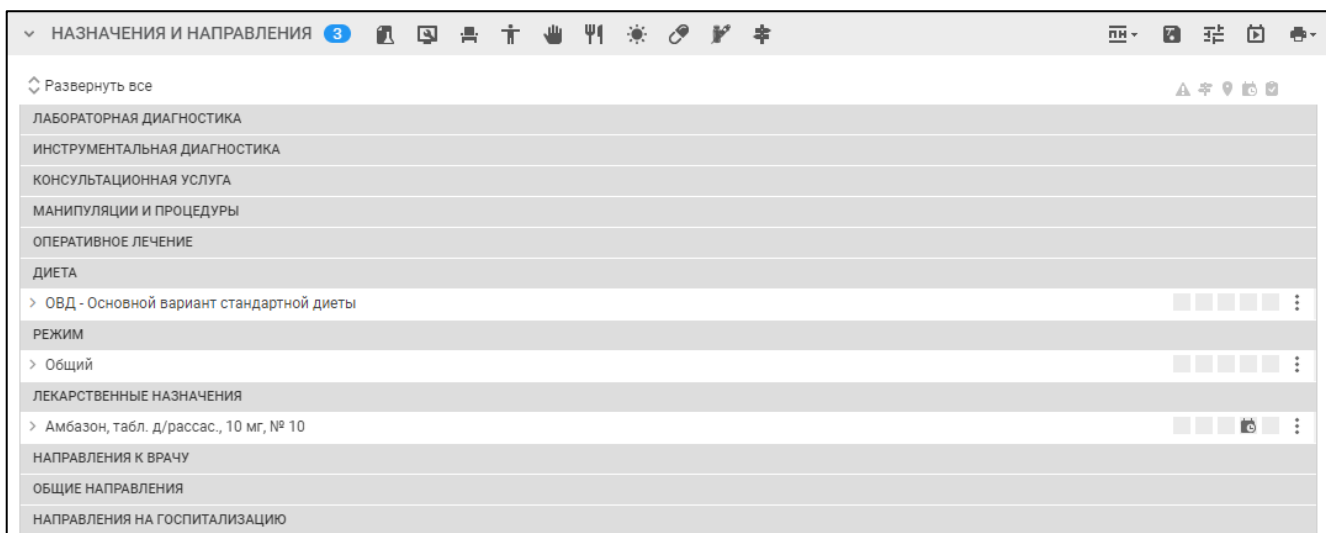 НАЗНАЧЕНИЯ И НАПРАВЛЕНИЯ 3 ПН
Развернуть все
ЛАБОРАТОРНАЯ ДИАГНОСТИКА
ИНСТРУМЕНТАЛЬНАЯ ДИАГНОСТИКА
КОНСУЛЬТАЦИОННАЯ УСЛУГА
МАНИПУЛЯЦИИ И ПРОЦЕДУРЫ
ОПЕРАТИВНОЕ ЛЕЧЕНИЕ
ДИЕТА
ОВД - Основной вариант стандартной диеты
РЕЖИМ
Общий
ЛЕКАРСТВЕННЫЕ НАЗНАЧЕНИЯ
Амбазон, табл. д/рассас., 10 мг, № 10
НАПРАВЛЕНИЯ К ВРАЧУ
ОБЩИЕ НАПРАВЛЕНИЯ
НАПРАВЛЕНИЯ НА ГОСПИТАЛИЗАЦИЮ